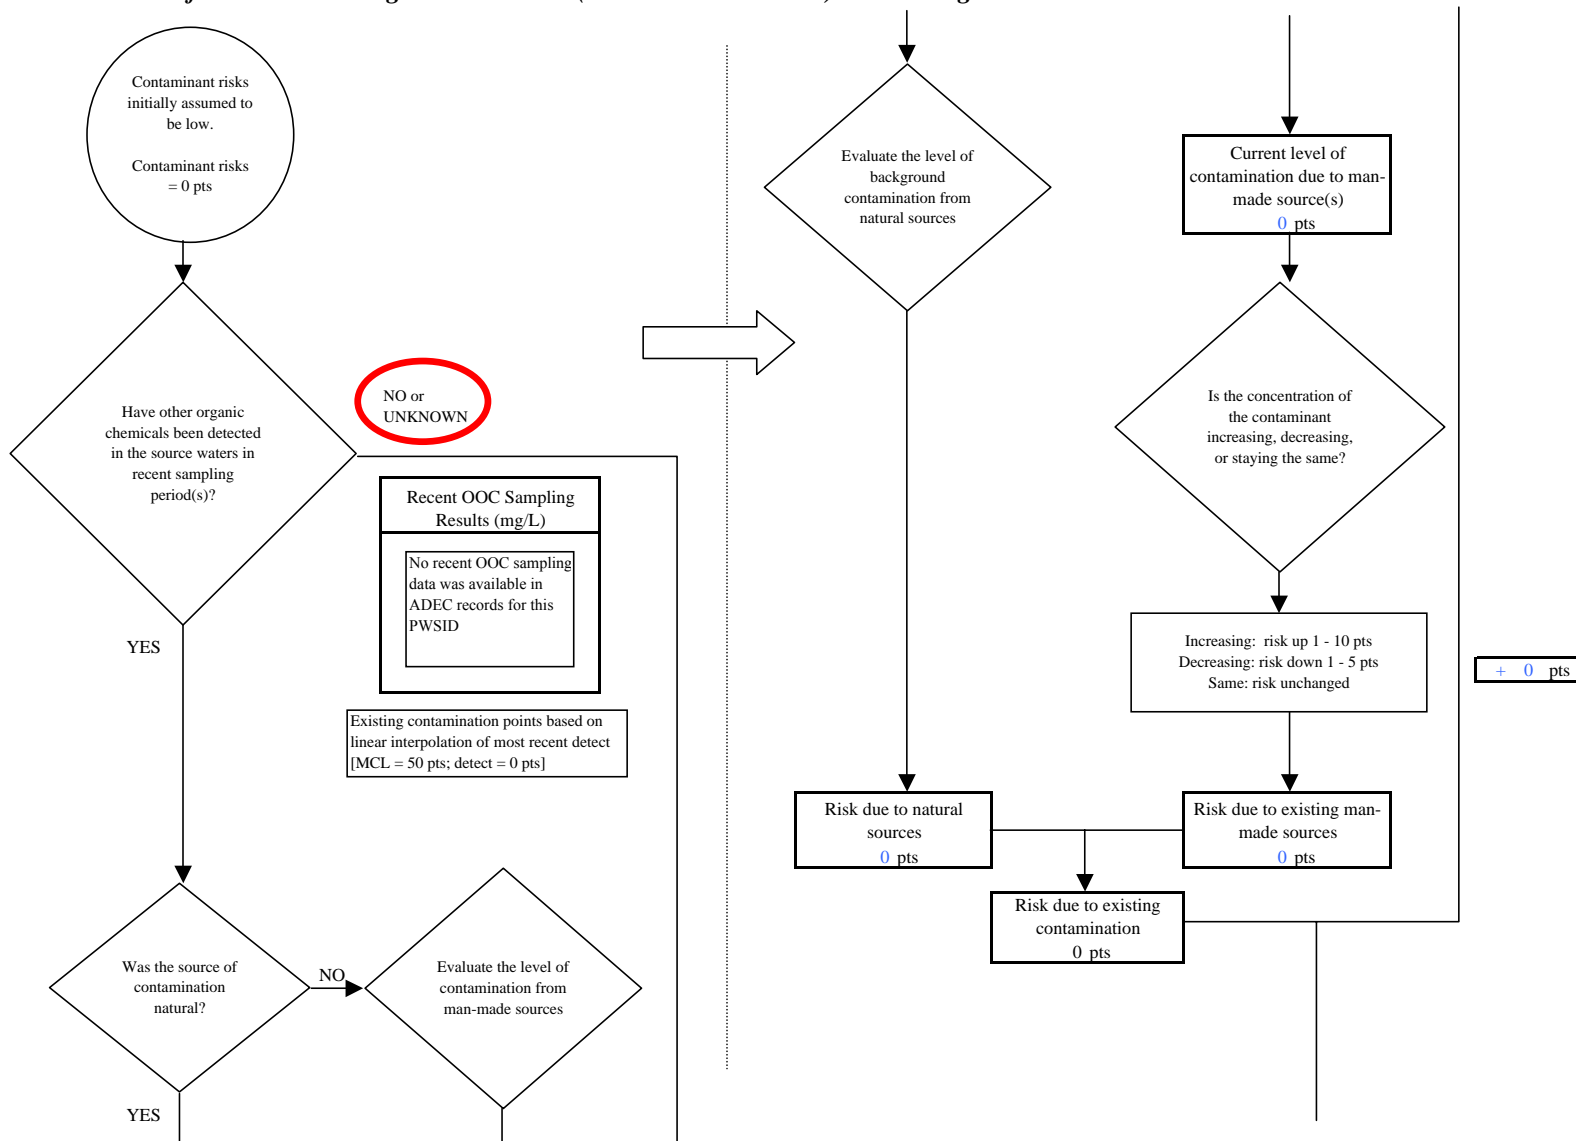 Contaminant risks
initially assumed to
be low.
Contaminant risks
= 0 pts
Have other organic
chemicals been detected
in the source waters in
recent sampling
period(s)?
NO or
UNKNOWN
Recent OOC Sampling
Results (mg/L)
No recent OOC sampling
data was available in
ADEC records for this
PWSID
YES
Existing contamination points based on
linear interpolation of most recent detect
[MCL = 50 pts; detect = 0 pts]
Was the source of
contamination
natural?
NO
Evaluate the level of
contamination from
man-made sources
YES
Evaluate the level of
background
contamination from
natural sources
Current level of
contamination due to man-
made source(s)
0 pts
Is the concentration of
the contaminant
increasing, decreasing,
or staying the same?
Increasing: risk up 1 - 10 pts
Decreasing: risk down 1 - 5 pts
Same: risk unchanged
+ 0 pts
Risk due to natural
sources
0 pts
Risk due to existing man-
made sources
0 pts
Risk due to existing
contamination
0 pts